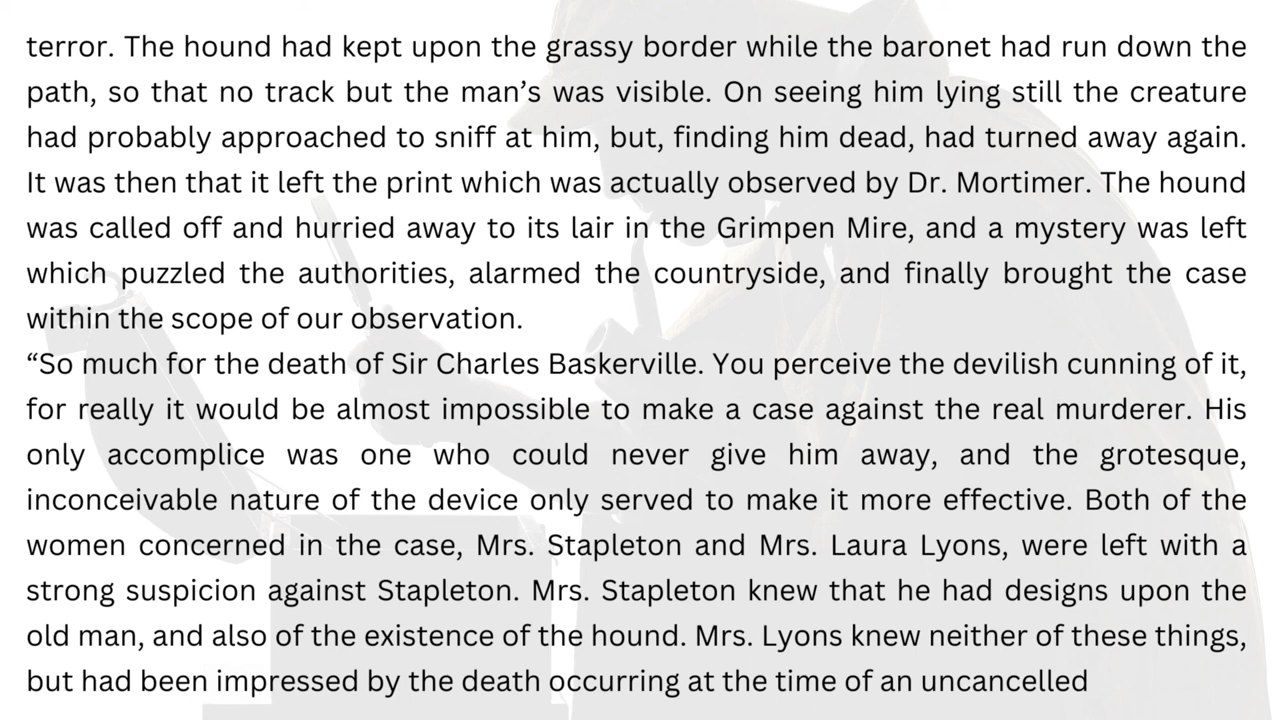 terror. The hound had kept upon the grassy border while the baronet had run down the
path, so that no track but the man’s was visible. On seeing him lying still the creature
had probably approached to sniff at him, but, finding him dead, had turned away again.
It was then that it left the print which was actually observed by Dr. Mortimer. The hound
was called off and hurried away to its lair in the Grimpen Mire, and a mystery was left
which puzzled the authorities, alarmed the countryside, and finally brought the case
within the scope of our observation.
“So much for the death of Sir Charles Baskerville. You perceive the devilish cunning of it,
for really it would be almost impossible to make a case against the real murderer. His
only accomplice was one who could never give him away, and the grotesque,
inconceivable nature of the device only served to make it more effective. Both of the
women concerned in the case, Mrs. Stapleton and Mrs. Laura Lyons, were left with a
strong suspicion against Stapleton. Mrs. Stapleton knew that he had designs upon the
old man, and also of the existence of the hound. Mrs. Lyons knew neither of these things,
but had been impressed by the death occurring at the time of an uncancelled